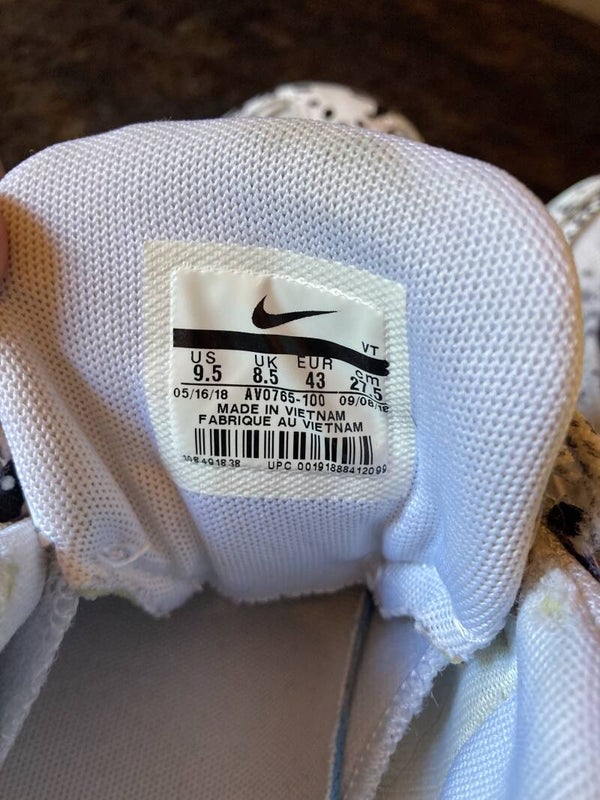 VT
US UK EUR cm
9.5 8.5 43 27.5
05/16/18 AV0765-100 09/08/18
MADE IN VIETNAM
FABRIQUE AU VIETNAM
UPC 00191888412099